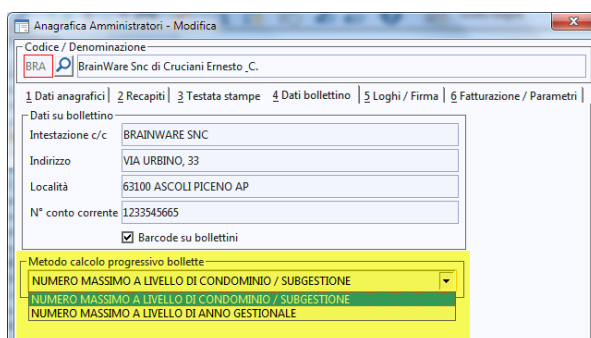 Anagrafica Amministratori - Modifica
Codice / Denominazione
BRA BrainWare Snc di Cruciani Ernesto _C.
1 Dati anagrafici 2 Recapiti 3 Testata stampe 4 Dati bollettino 5 Loghi / Firma 6 Fatturazione / Parametri
Dati su bollettino
Intestazione c/c BRAINWARE SNC
Indirizzo VIA URBINO, 33
Località 63100 ASCOLI PICENO AP
N° conto corrente 1233545665
Barcode su bollettini
Metodo calcolo progressivo bollette
NUMERO MASSIMO A LIVELLO DI CONDOMINIO / SUBGESTIONE
NUMERO MASSIMO A LIVELLO DI CONDOMINIO / SUBGESTIONE
NUMERO MASSIMO A LIVELLO DI ANNO GESTIONALE